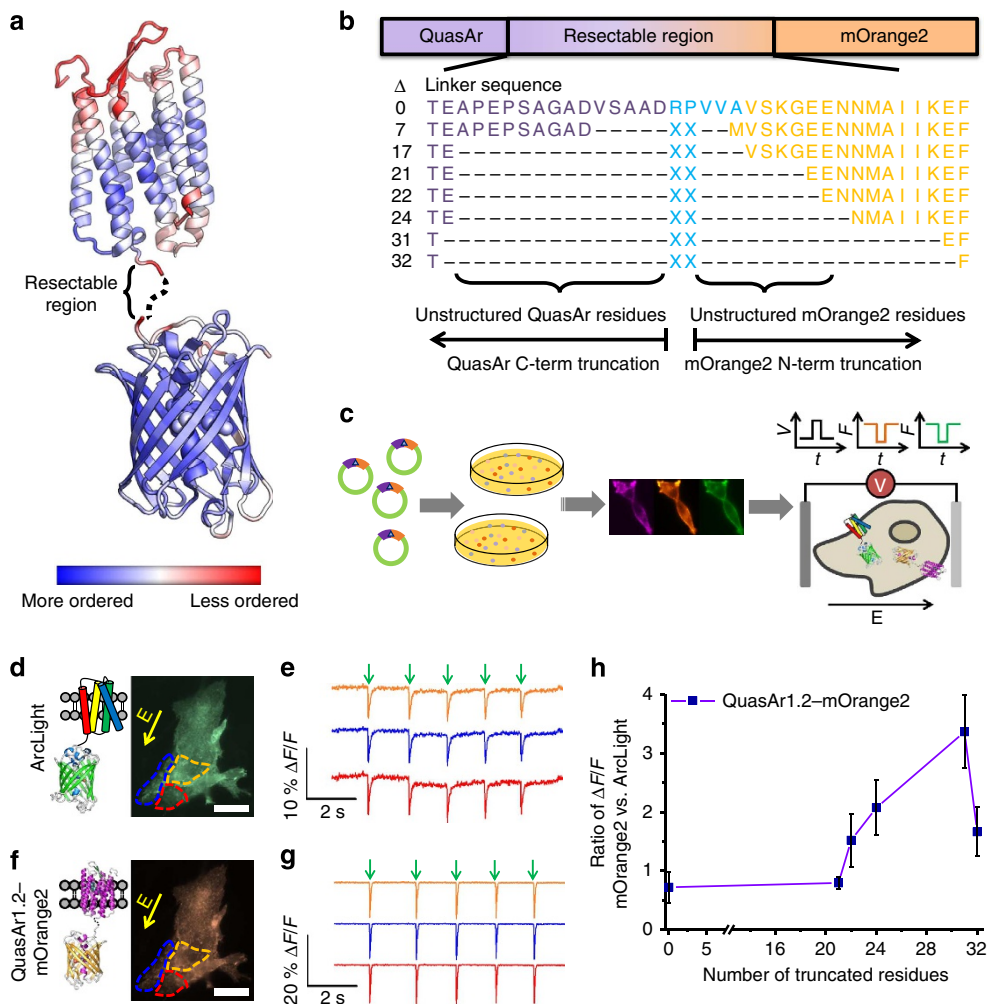 a
Resectable
region
More ordered
Less ordered
b
QuasAr
Resectable region
mOrange2
Δ Linker sequence
0 TEAPEPSAGADVSAADRPVVAVSKGEENNMAIIKEF
7 TEAPEPSAGAD-----XX--MVSKGEENNMAIIKEF
17 TE--------------XX---VSKGEENNMAIIKEF
21 TE--------------XX-------EENNMAIIKEF
22 TE--------------XX--------ENNMAIIKEF
24 TE--------------XX----------NMAIIKEF
31 T---------------XX----------------EF
32 T---------------XX-----------------F
Unstructured QuasAr residues
Unstructured mOrange2 residues
QuasAr C-term truncation
mOrange2 N-term truncation
c
V
t
F
t
F
t
V
E
d
ArcLight
E
e
10 % ΔF/F
2 s
f
QuasAr1.2–
mOrange2
E
g
20 % ΔF/F
2 s
h
QuasAr1.2–mOrange2
Ratio of ΔF/F
mOrange2 vs. ArcLight
4
3
2
1
0
0 5 20 24 28 32
Number of truncated residues